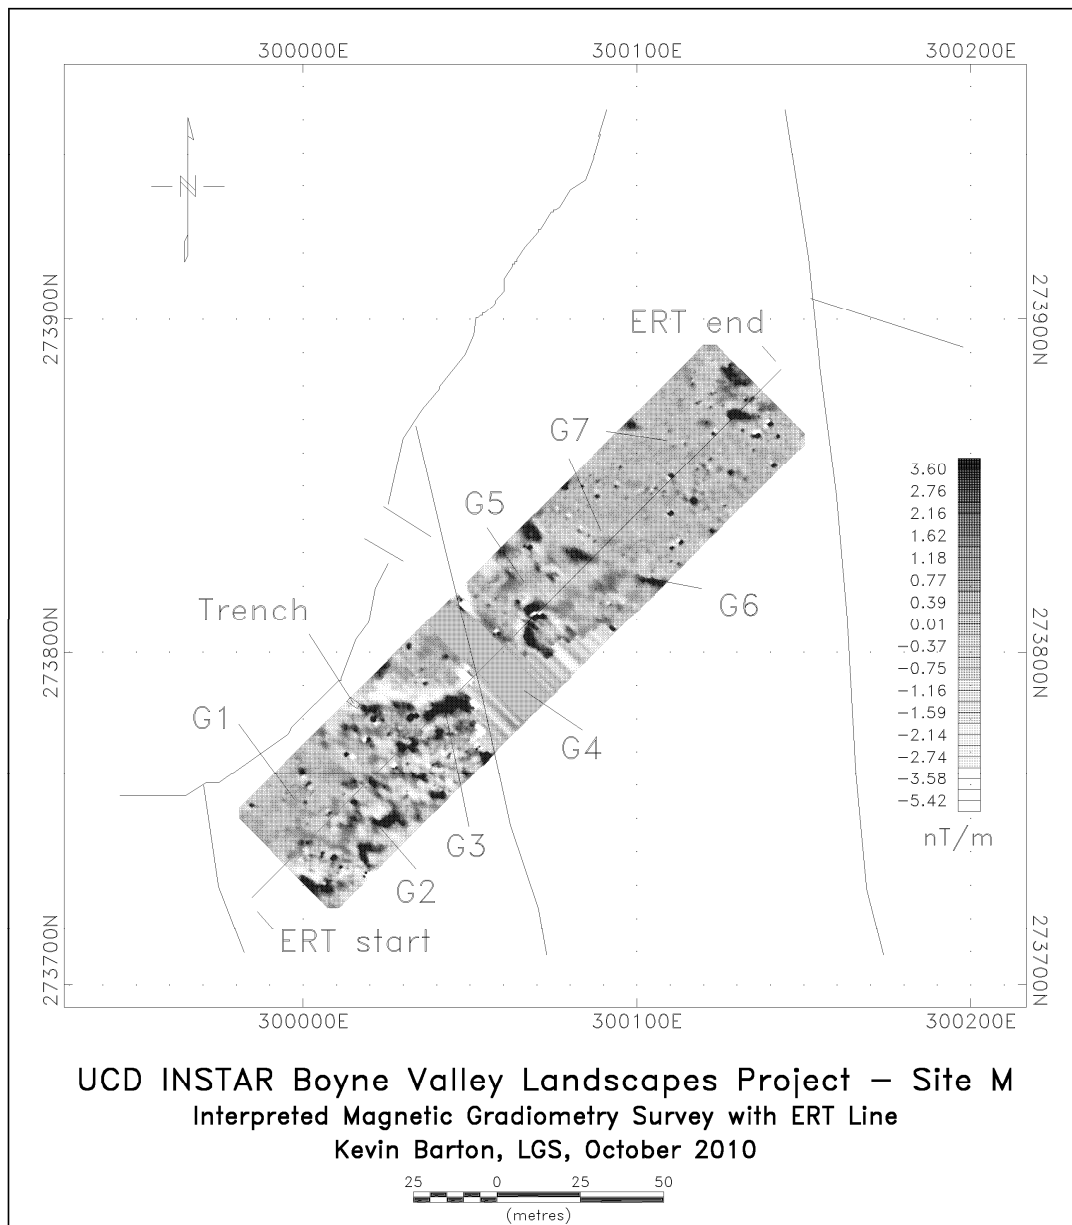 300000E 300100E 300200E
N
273900N 273900N
ERT end
G7
G5
3.60
2.76
2.16
1.62
1.18
0.77
0.59
0.01
-0.37
-0.75
-1.16
-1.59
-2.14
-2.74
-3.58
-5.42
nT/m
G6
Trench
273800N 273800N
G1
G4
G3
G2
ERT start
273700N 273700N
300000E 300100E 300200E
UCD INSTAR Boyne Valley Landscapes Project – Site M
Interpreted Magnetic Gradiometry Survey with ERT Line
Kevin Barton, LGS, October 2010
25 0 25 50
(metres)